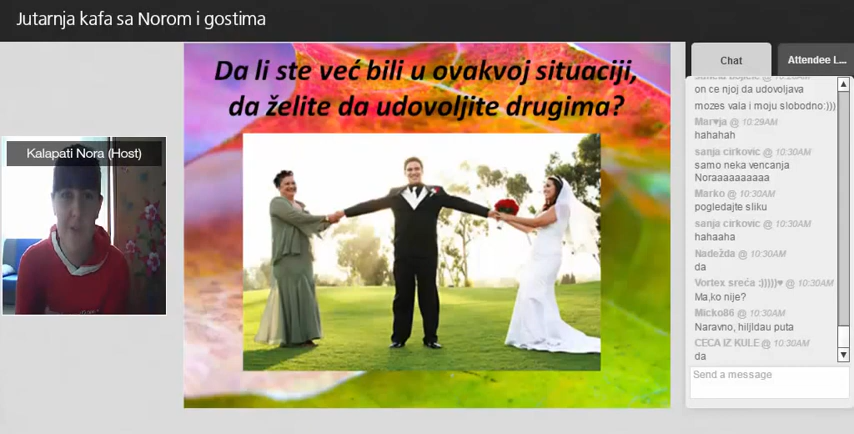 Jutarnja kafa sa Norom i gostima
Kalapati Nora (Host)
Da li ste već bili u ovakvoj situaciji,
da želite da udovoljite drugima?
Chat
Attendee L...
on ce njoj da udovoljava
mozes vala i moju slobodno:)))
Mar♥ja @ 10:29AM
hahahah
sanja cirkovic @ 10:30AM
samo neka vencanja
Noraaaaaaaaaa
Marko @ 10:30AM
pogledajte sliku
sanja cirkovic @ 10:30AM
hahaaha
Nadežda @ 10:30AM
da
Vortex sreća :)))))♥ @ 10:30AM
Ma,ko nije?
Micko86 @ 10:30AM
Naravno, hiljldau puta
CECA IZ KULE @ 10:30AM
da
Send a message